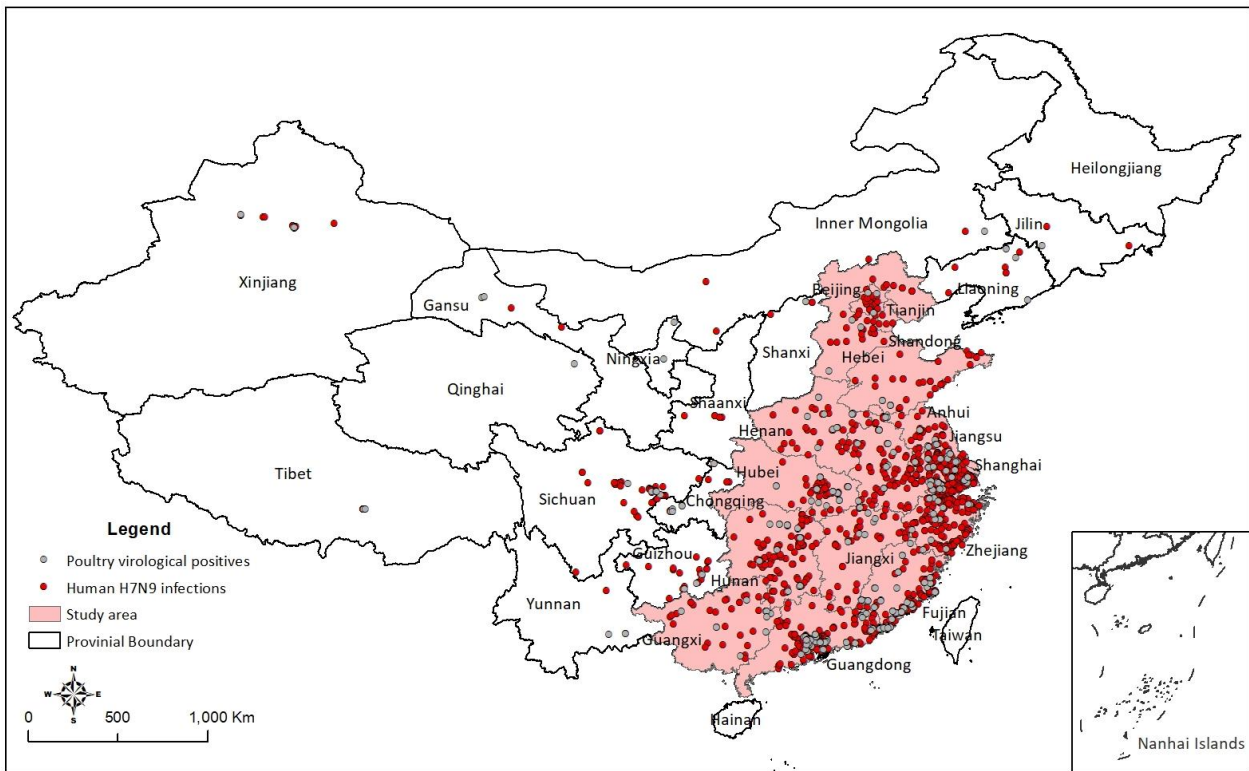 Heilongjiang
Inner Mongolia
Jilin
Xinjiang
Beijing
Liaoning
Gansu
Tianjin
Shandong
Shanxi
Hebei
Ningxia
Qinghai
Shaanxi
Anhui
Henan
Jiangsu
Shanghai
Hubei
Tibet
Sichuan
Chongqing
Legend
Poultry virological positives
Human H7N9 infections
Study area
Provinial Boundary
Guizhou
Zhejiang
Jiangxi
Hunan
Yunnan
Fujian
Taiwan
Guangxi
Guangdong
N
W E
S
0 500 1,000 Km
Hainan
Nanhai Islands